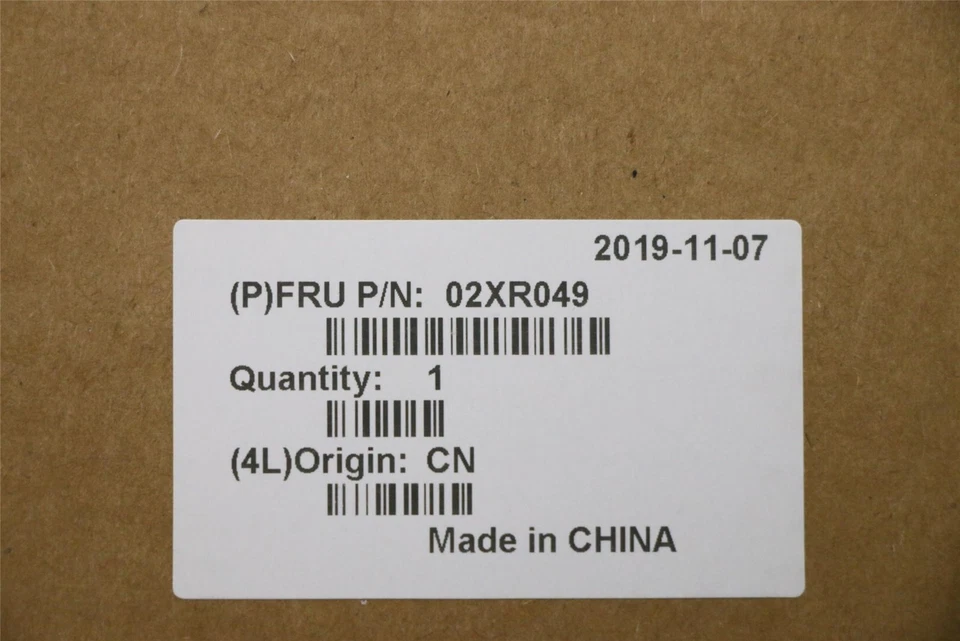 2019-11-07
(P)FRU P/N: 02XR049
Quantity: 1
(4L)Origin: CN
Made in CHINA